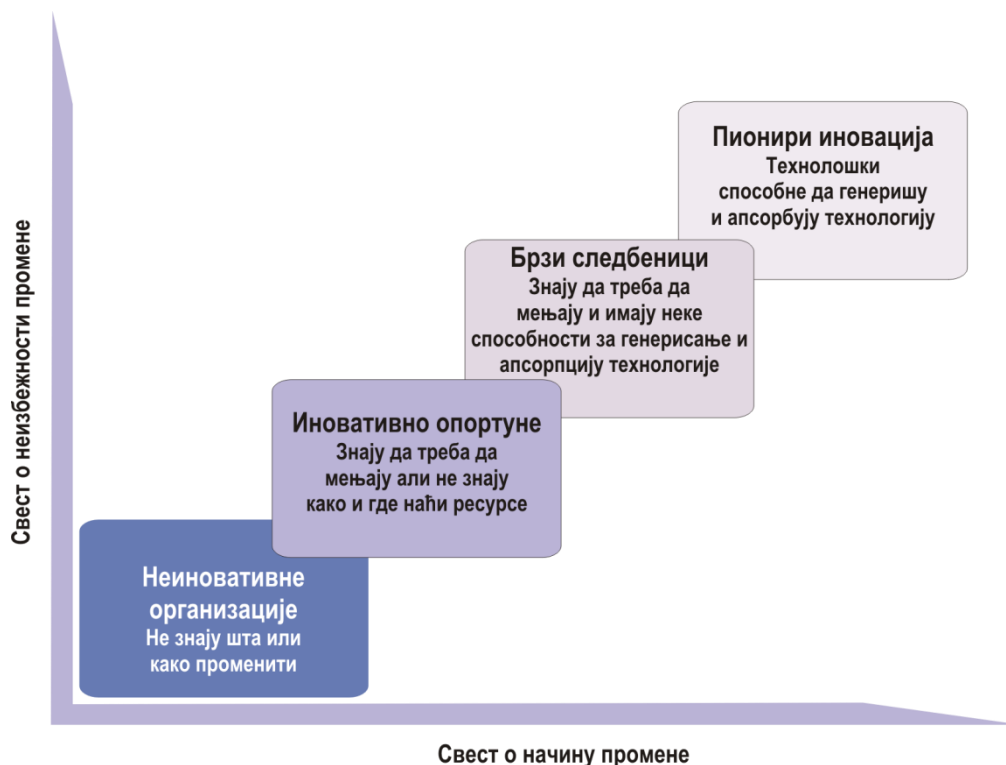 Пионири иновација
Технолошки
способне да генеришу
и апсорбују технологију
Брзи следбеници
Знају да треба да
мењају и имају неке
способности за генерисање и
апсорпцију технологије
Иновативно опортуне
Знају да треба да
мењају али не знају
како и где наћи ресурсе
Неиновативне
организације
Не знају шта или
како променити
Свест о неизбежности промене
Свест о начину промене